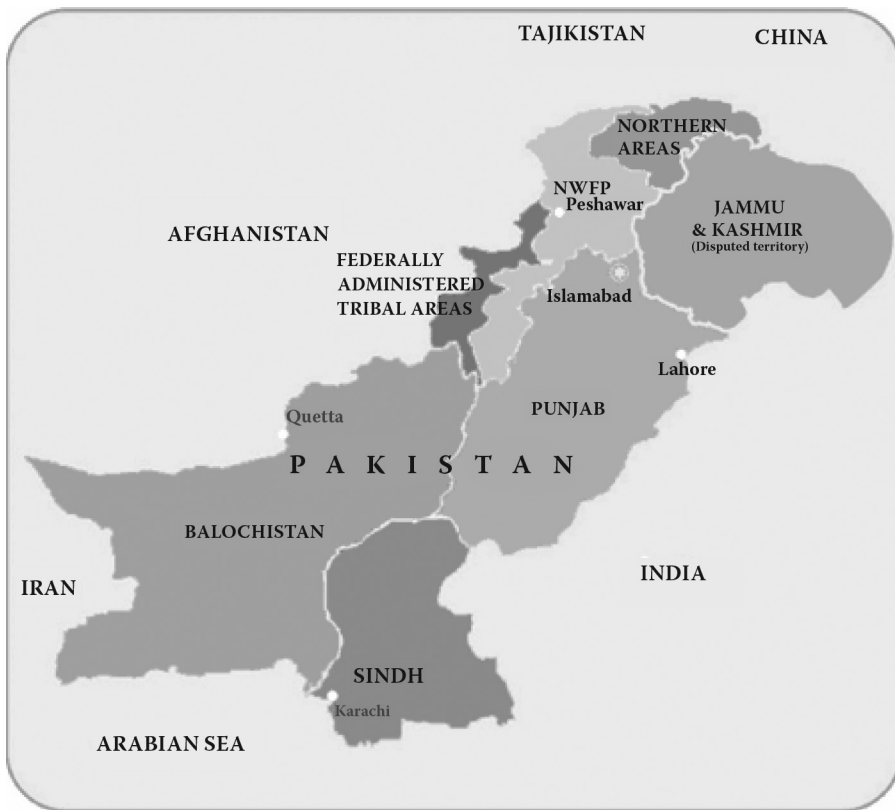 TAJIKISTAN
CHINA
NORTHERN
AREAS
NWFP
Peshawar
JAMMU
& KASHMIR
(Disputed territory)
AFGHANISTAN
FEDERALLY
ADMINISTERED
TRIBAL AREAS
Islamabad
Lahore
Quetta
PUNJAB
PAKISTAN
BALOCHISTAN
IRAN
INDIA
SINDH
Karachi
ARABIAN SEA